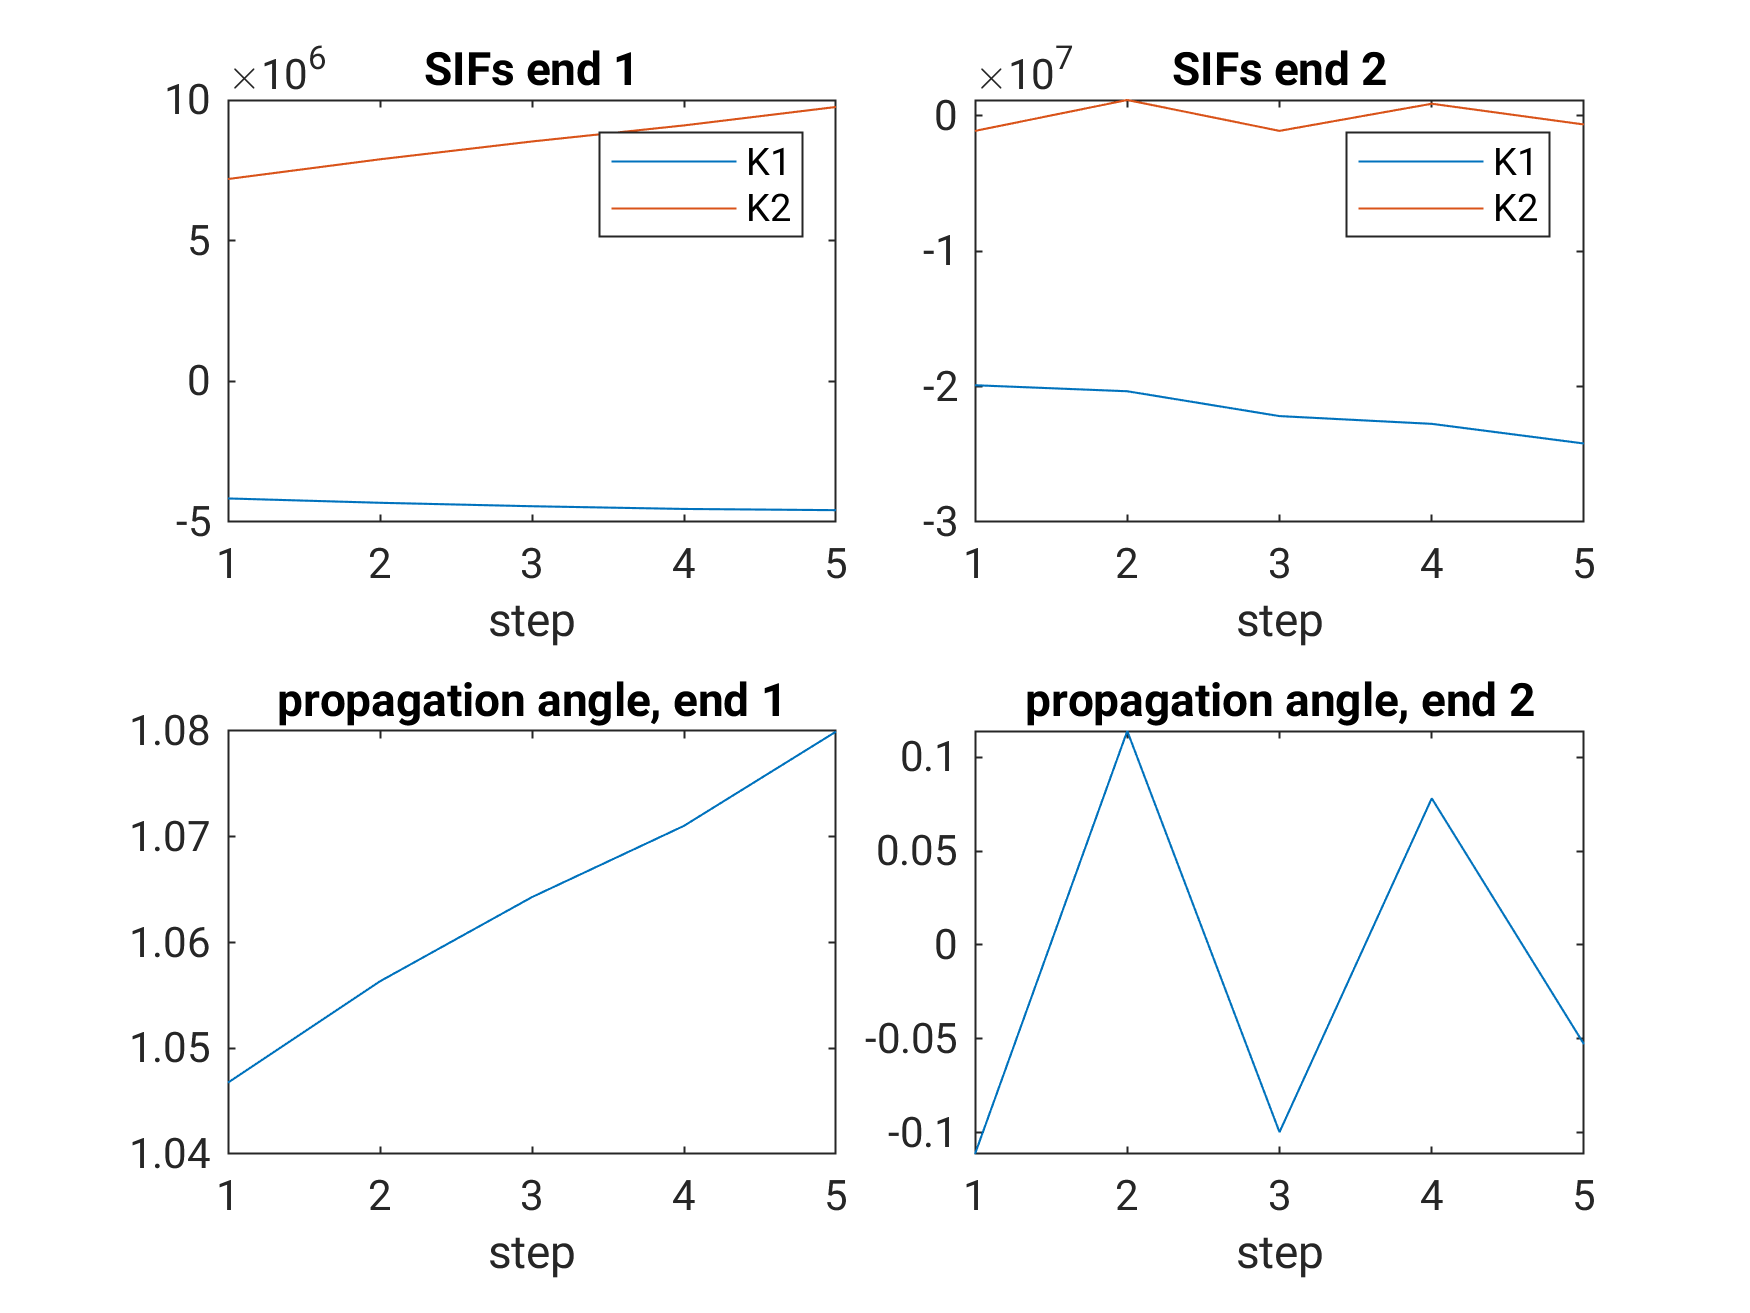 SIFs end 1
×10^6
10
5
0
-5
K1
K2
1 2 3 4 5
step
SIFs end 2
×10^7
0
-1
-2
-3
K1
K2
1 2 3 4 5
step
propagation angle, end 1
1.08
1.07
1.06
1.05
1.04
1 2 3 4 5
step
propagation angle, end 2
0.1
0.05
0
-0.05
-0.1
1 2 3 4 5
step